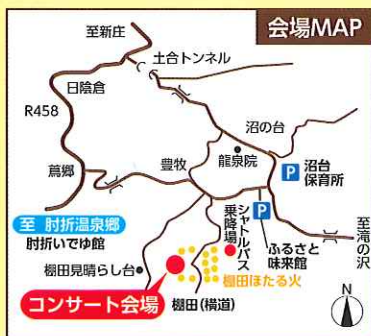 会場MAP
至新庄
土合トンネル
日陰倉
R458
沼の台
蔦郷
豊牧
龍泉院
P
沼台
保育所
至 肘折温泉郷
肘折いでゆ館
シャトルバス
乗降場
P
ふるさと
味来館
至滝の沢
棚田見晴らし台
棚田ほたる火
コンサート会場
棚田(横道)
N